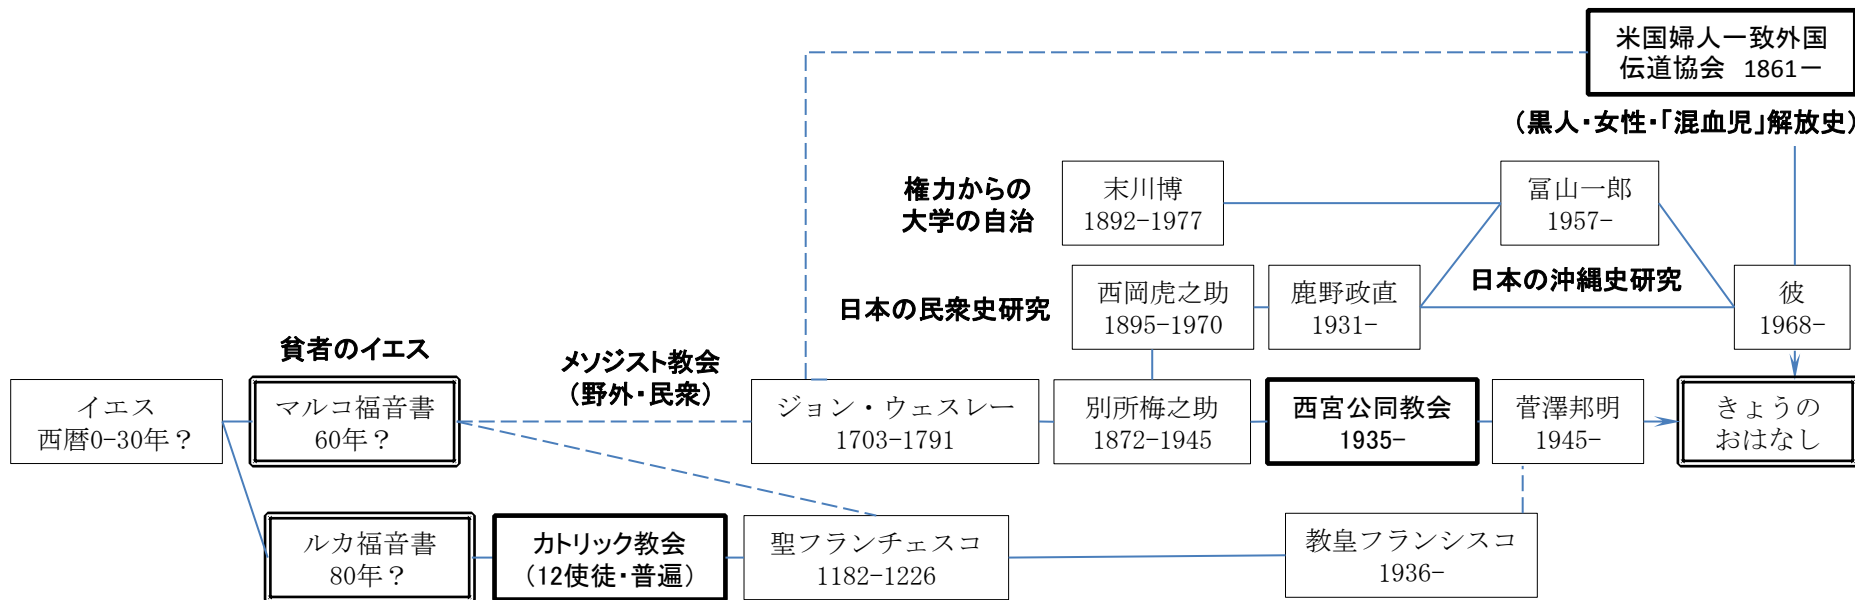 米国婦人一致外国
伝道協会 1861－
（黒人・女性・「混血児」解放史）
権力からの
大学の自治
末川博
1892-1977
冨山一郎
1957-
日本の民衆史研究
西岡虎之助
1895-1970
鹿野政直
1931-
日本の沖縄史研究
彼
1968-
貧者のイエス
メソジスト教会
（野外・民衆）
イエス
西暦0-30年？
マルコ福音書
60年？
ジョン・ウェスレー
1703-1791
別所梅之助
1872-1945
西宮公同教会
1935-
菅澤邦明
1945-
きょうの
おはなし
ルカ福音書
80年？
カトリック教会
（12使徒・普遍）
聖フランチェスコ
1182-1226
教皇フランシスコ
1936-